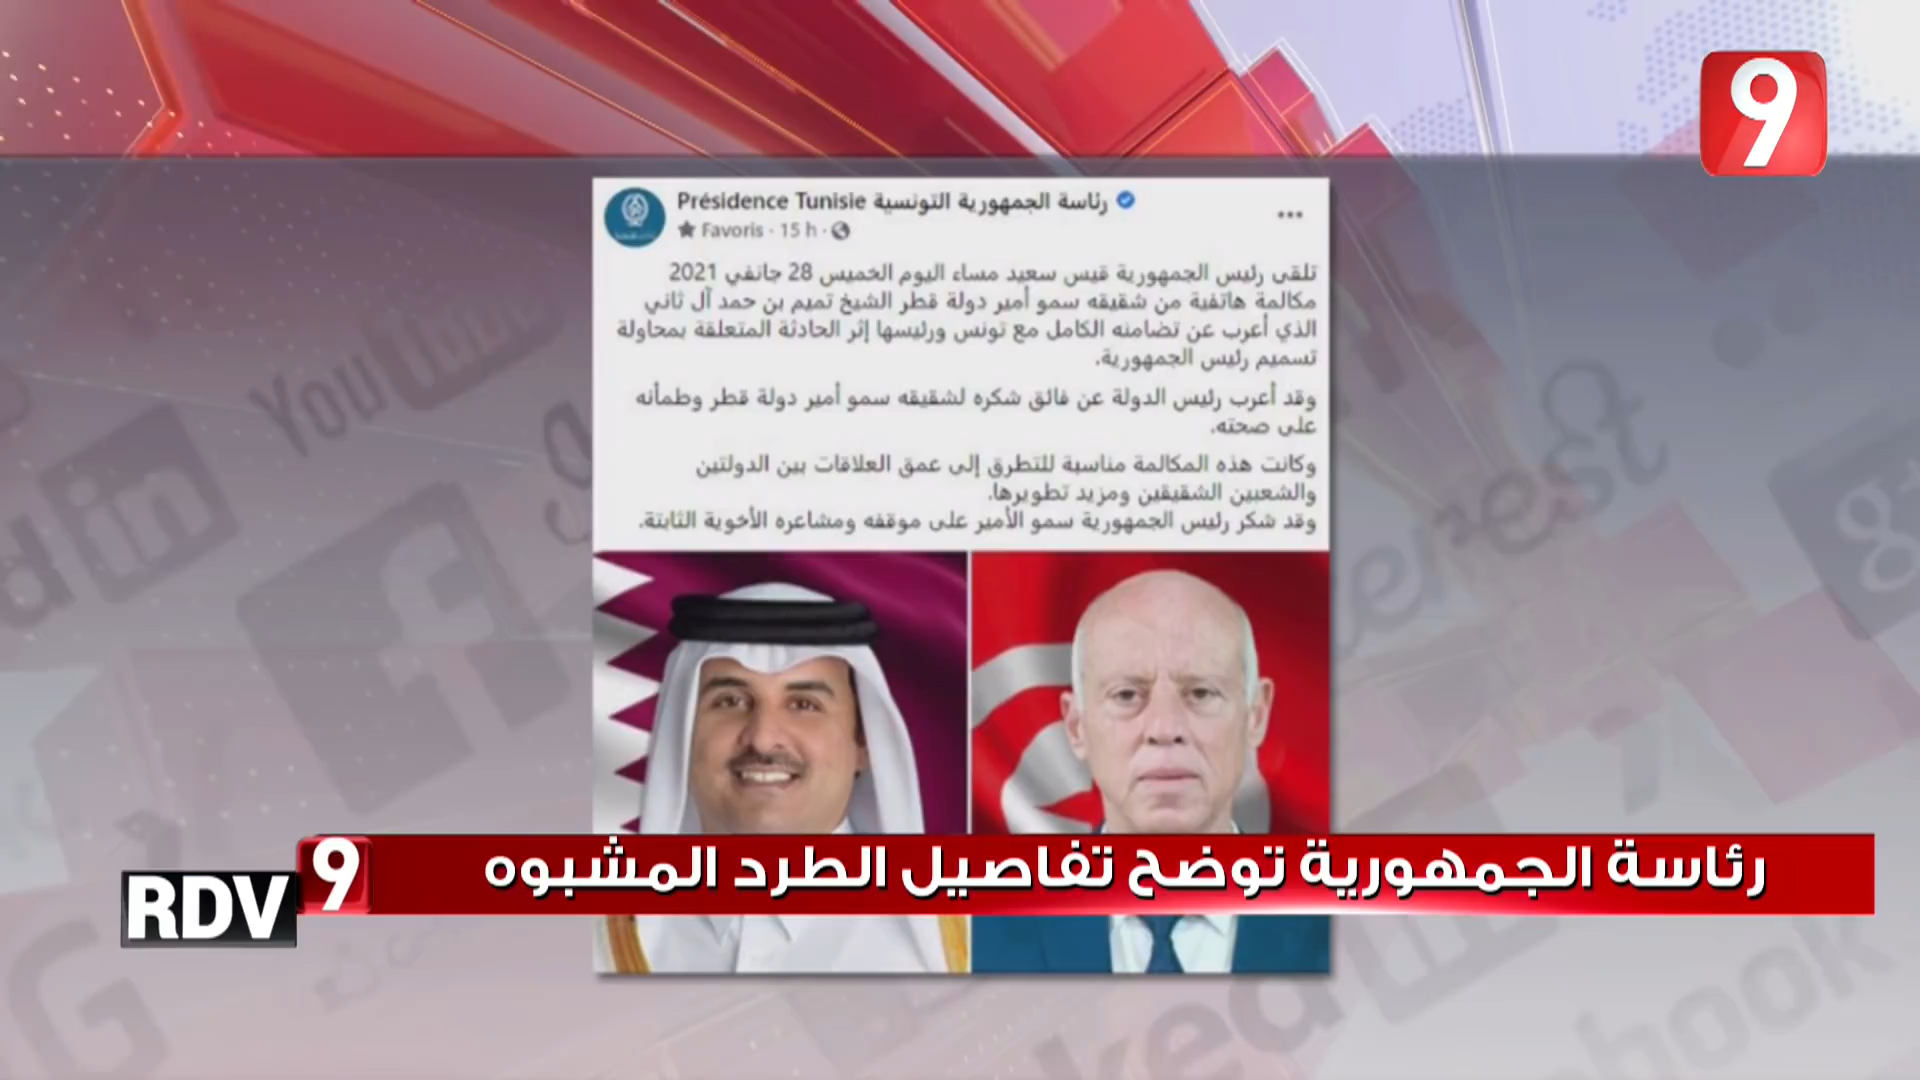 9
Présidence Tunisie رئاسة الجمهورية التونسية
Favoris · 15 h ·
تلقى رئيس الجمهورية قيس سعيد مساء اليوم الخميس 28 جانفي 2021
مكالمة هاتفية من شقيقه سمو أمير دولة قطر الشيخ تميم بن حمد آل ثاني
الذي أعرب عن تضامنه الكامل مع تونس ورئيسها إثر الحادثة المتعلقة بمحاولة
تسميم رئيس الجمهورية.
وقد أعرب رئيس الدولة عن فائق شكره لشقيقه سمو أمير دولة قطر وطمأنه
على صحته.
وكانت هذه المكالمة مناسبة للتطرق إلى عمق العلاقات بين الدولتين
والشعبين الشقيقين ومزيد تطويرها.
وقد شكر رئيس الجمهورية سمو الأمير على موقفه ومشاعره الأخوية الثابتة.
YouTube
in
f
erest
g+
رئاسة الجمهورية توضح تفاصيل الطرد المشبوه
RDV 9
G
ked
book